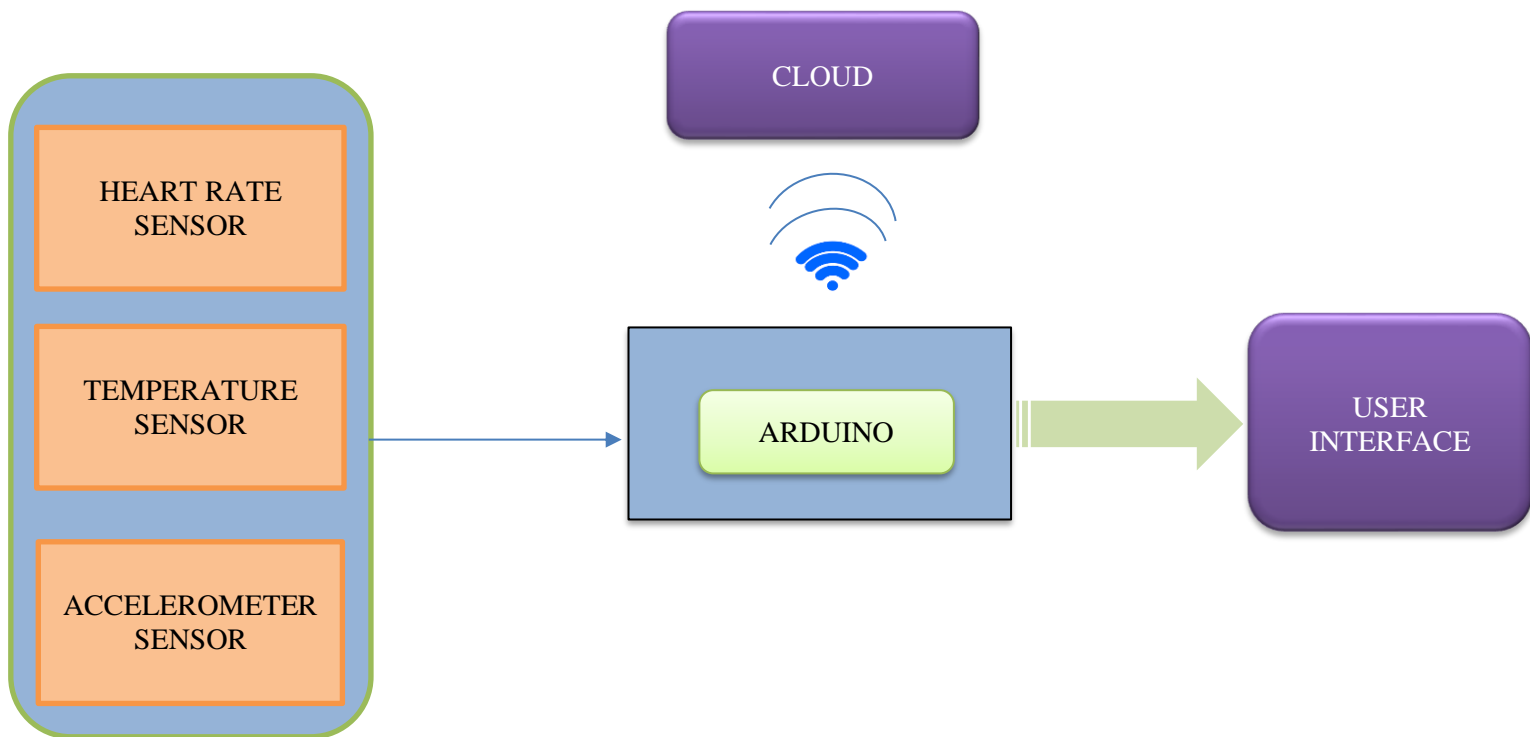 CLOUD
HEART RATE
SENSOR
TEMPERATURE
SENSOR
ACCELEROMETER
SENSOR
ARDUINO
USER
INTERFACE